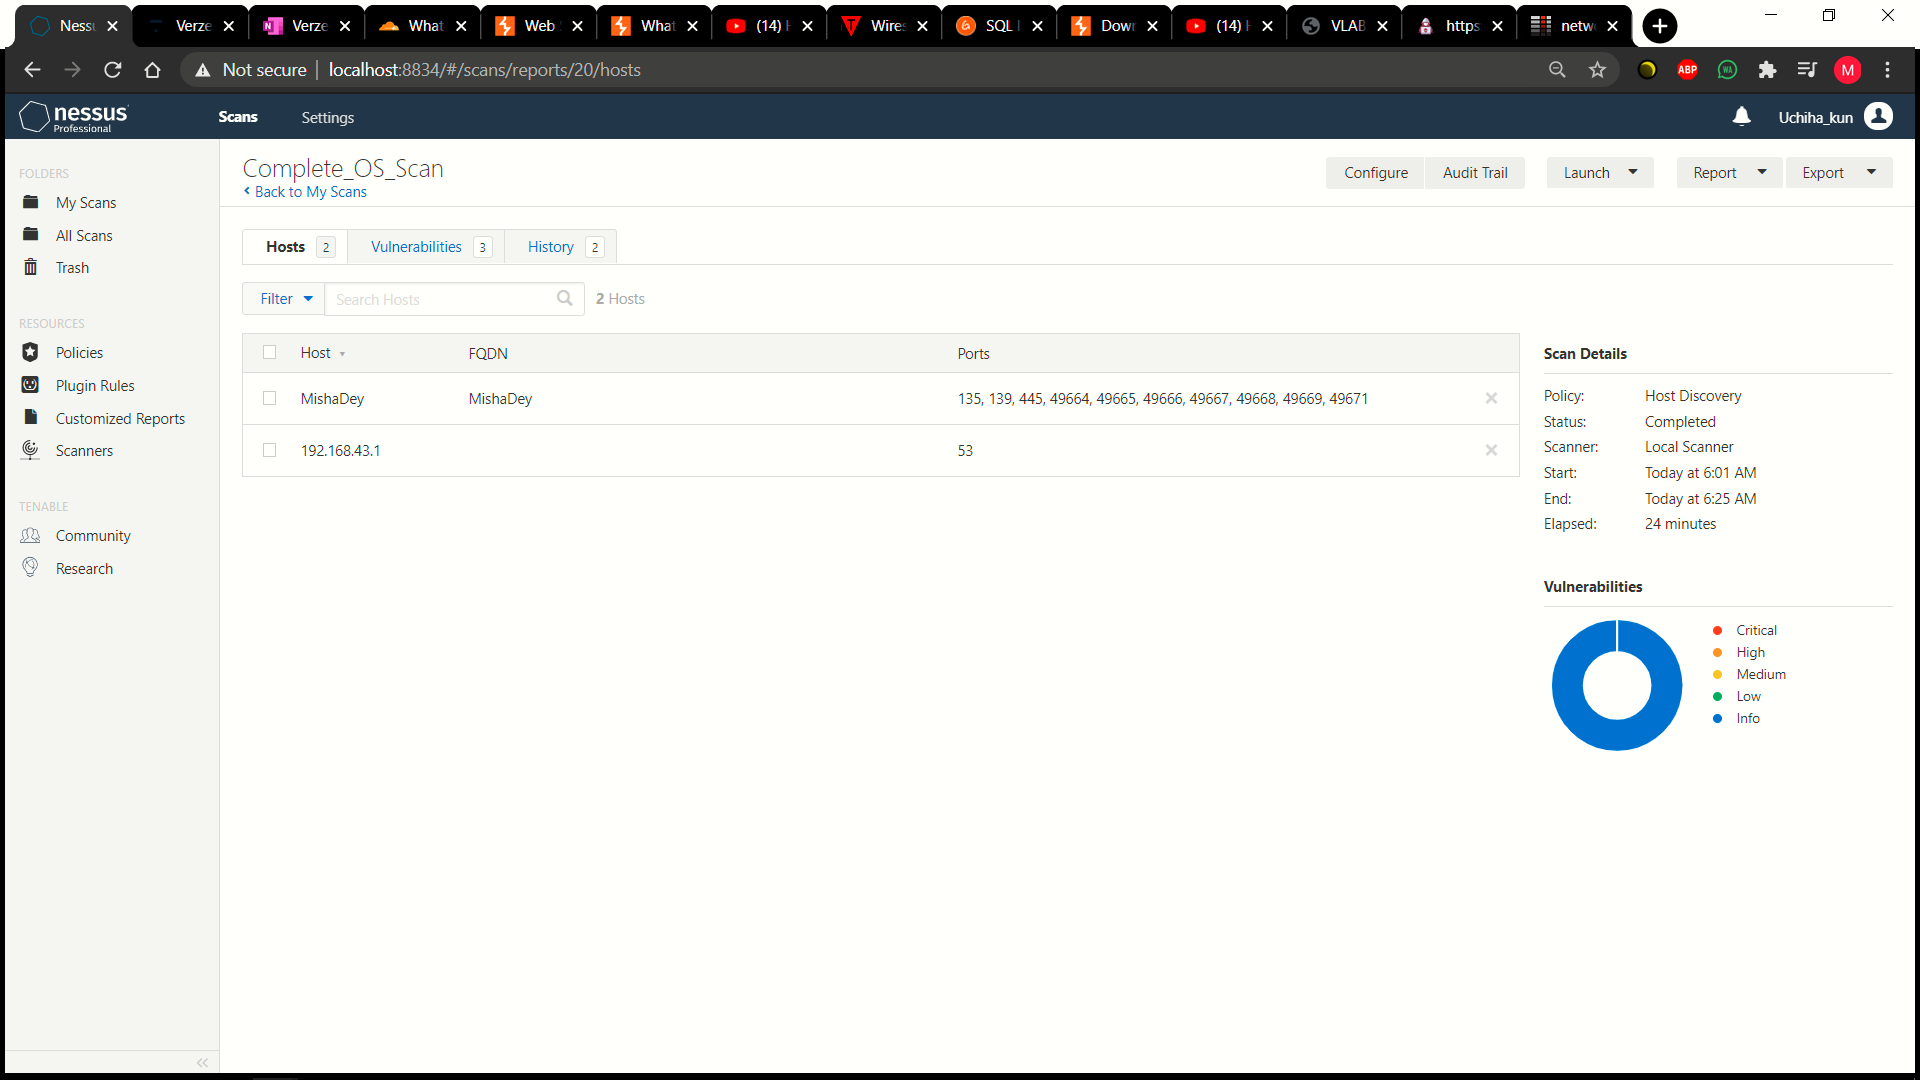 Ness
Verze
Verze
What
Web
What
(14)
Wires
SQL
Down
(14)
VLAB
https
netw
Not secure
localhost:8834/#/scans/reports/20/hosts
ABP
WA
M
nessus
Professional
Scans
Settings
Uchiha_kun
FOLDERS
My Scans
All Scans
Trash
RESOURCES
Policies
Plugin Rules
Customized Reports
Scanners
TENABLE
Community
Research
Complete_OS_Scan
Back to My Scans
Configure
Audit Trail
Launch
Report
Export
Hosts 2
Vulnerabilities 3
History 2
Filter
Search Hosts
2 Hosts
Host FQDN Ports
MishaDey MishaDey 135, 139, 445, 49664, 49665, 49666, 49667, 49668, 49669, 49671
192.168.43.1 53
Scan Details
Policy: Host Discovery
Status: Completed
Scanner: Local Scanner
Start: Today at 6:01 AM
End: Today at 6:25 AM
Elapsed: 24 minutes
Vulnerabilities
Critical
High
Medium
Low
Info